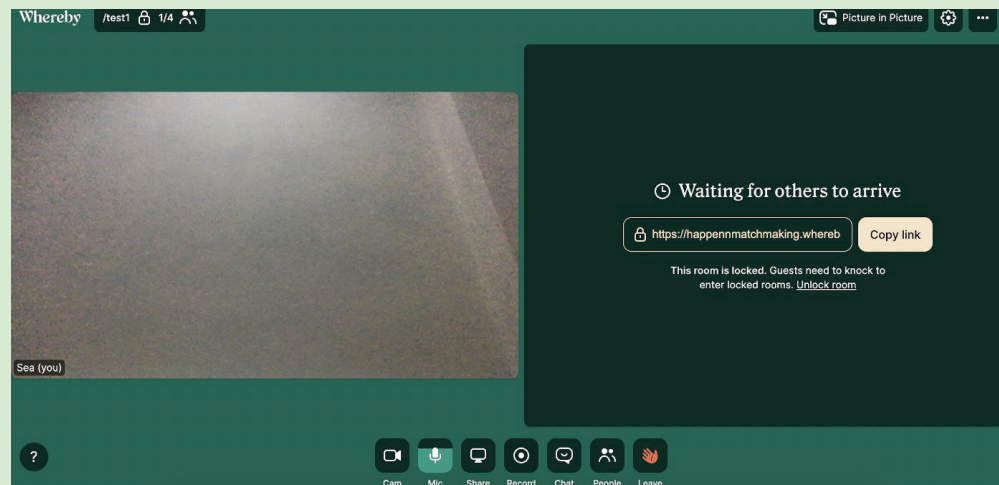 Whereby /test1 1/4 Picture in Picture
Waiting for others to arrive
https://happennmatchmaking.whereb Copy link
This room is locked. Guests need to knock to
enter locked rooms. Unlock room
Sea (you)
?
Cam Mic Share Record Chat People Leave